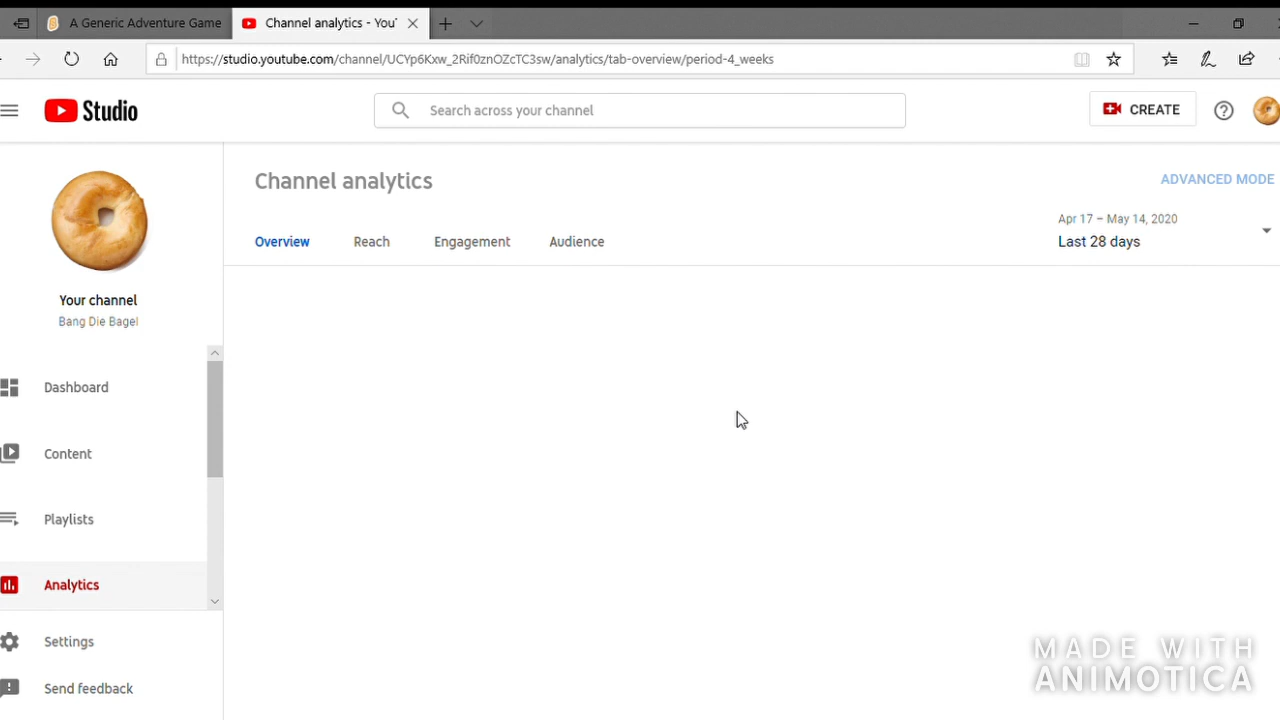 A Generic Adventure Game
Channel analytics - YouT
https://studio.youtube.com/channel/UCYp6Kxw_2Rif0znOZcTC3sw/analytics/tab-overview/period-4_weeks
Studio
Search across your channel
CREATE
Channel analytics
ADVANCED MODE
Apr 17 – May 14, 2020
Last 28 days
Overview
Reach
Engagement
Audience
Your channel
Bang Die Bagel
Dashboard
Content
Playlists
Analytics
Settings
Send feedback
MADE WITH
ANIMOTICA